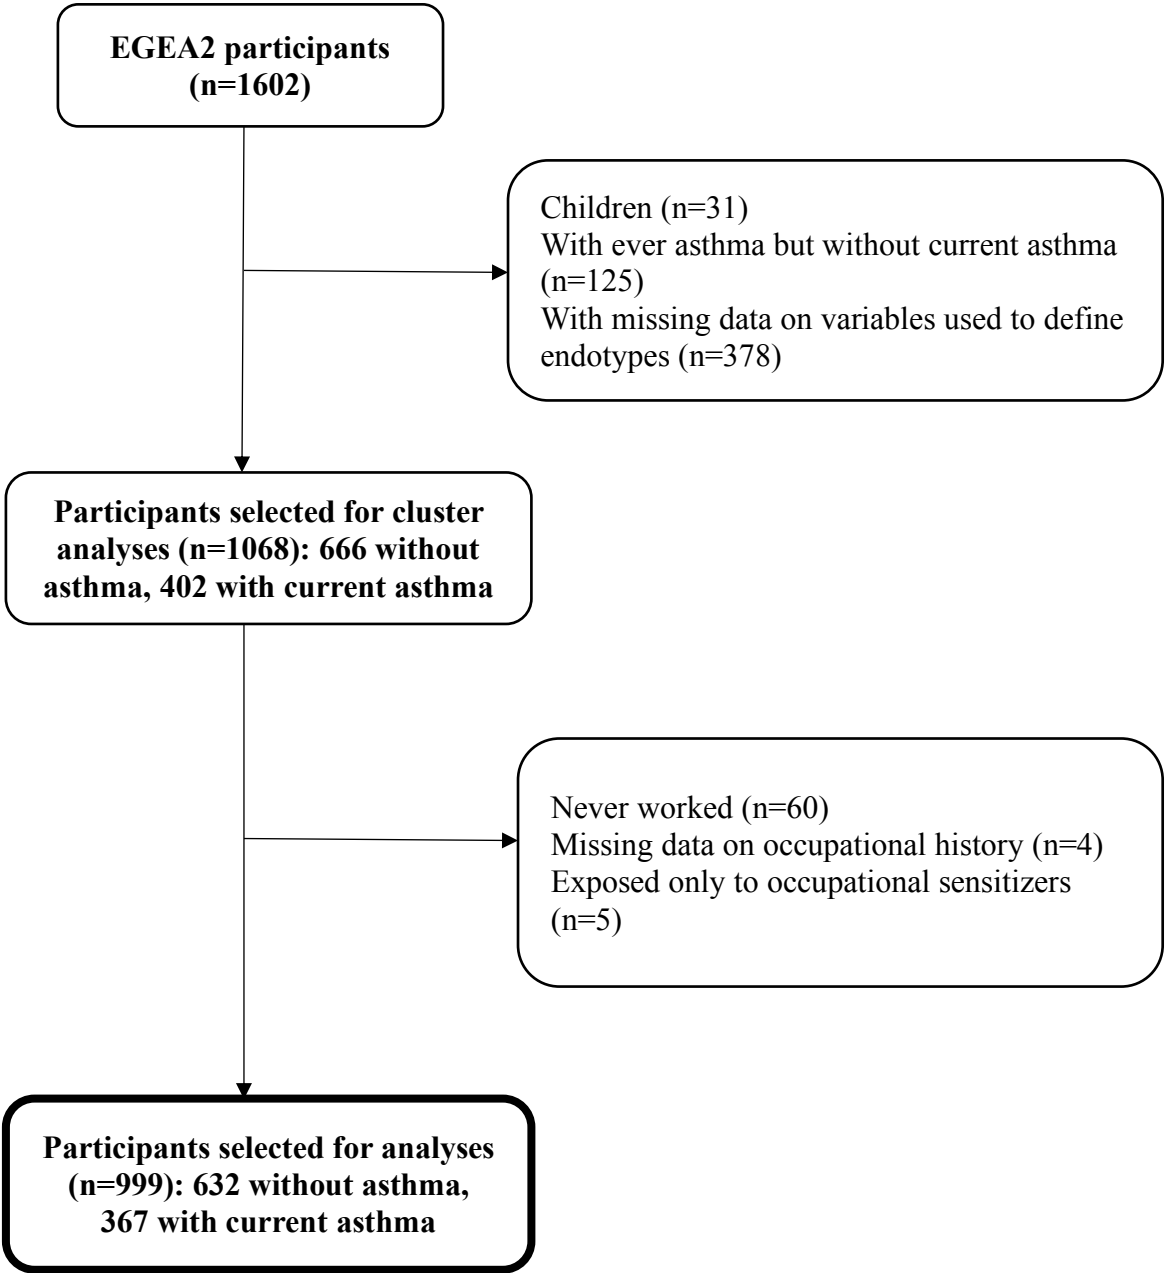 EGEA2 participants
(n=1602)
Children (n=31)
With ever asthma but without current asthma
(n=125)
With missing data on variables used to define
endotypes (n=378)
Participants selected for cluster
analyses (n=1068): 666 without
asthma, 402 with current asthma
Never worked (n=60)
Missing data on occupational history (n=4)
Exposed only to occupational sensitizers
(n=5)
Participants selected for analyses
(n=999): 632 without asthma,
367 with current asthma